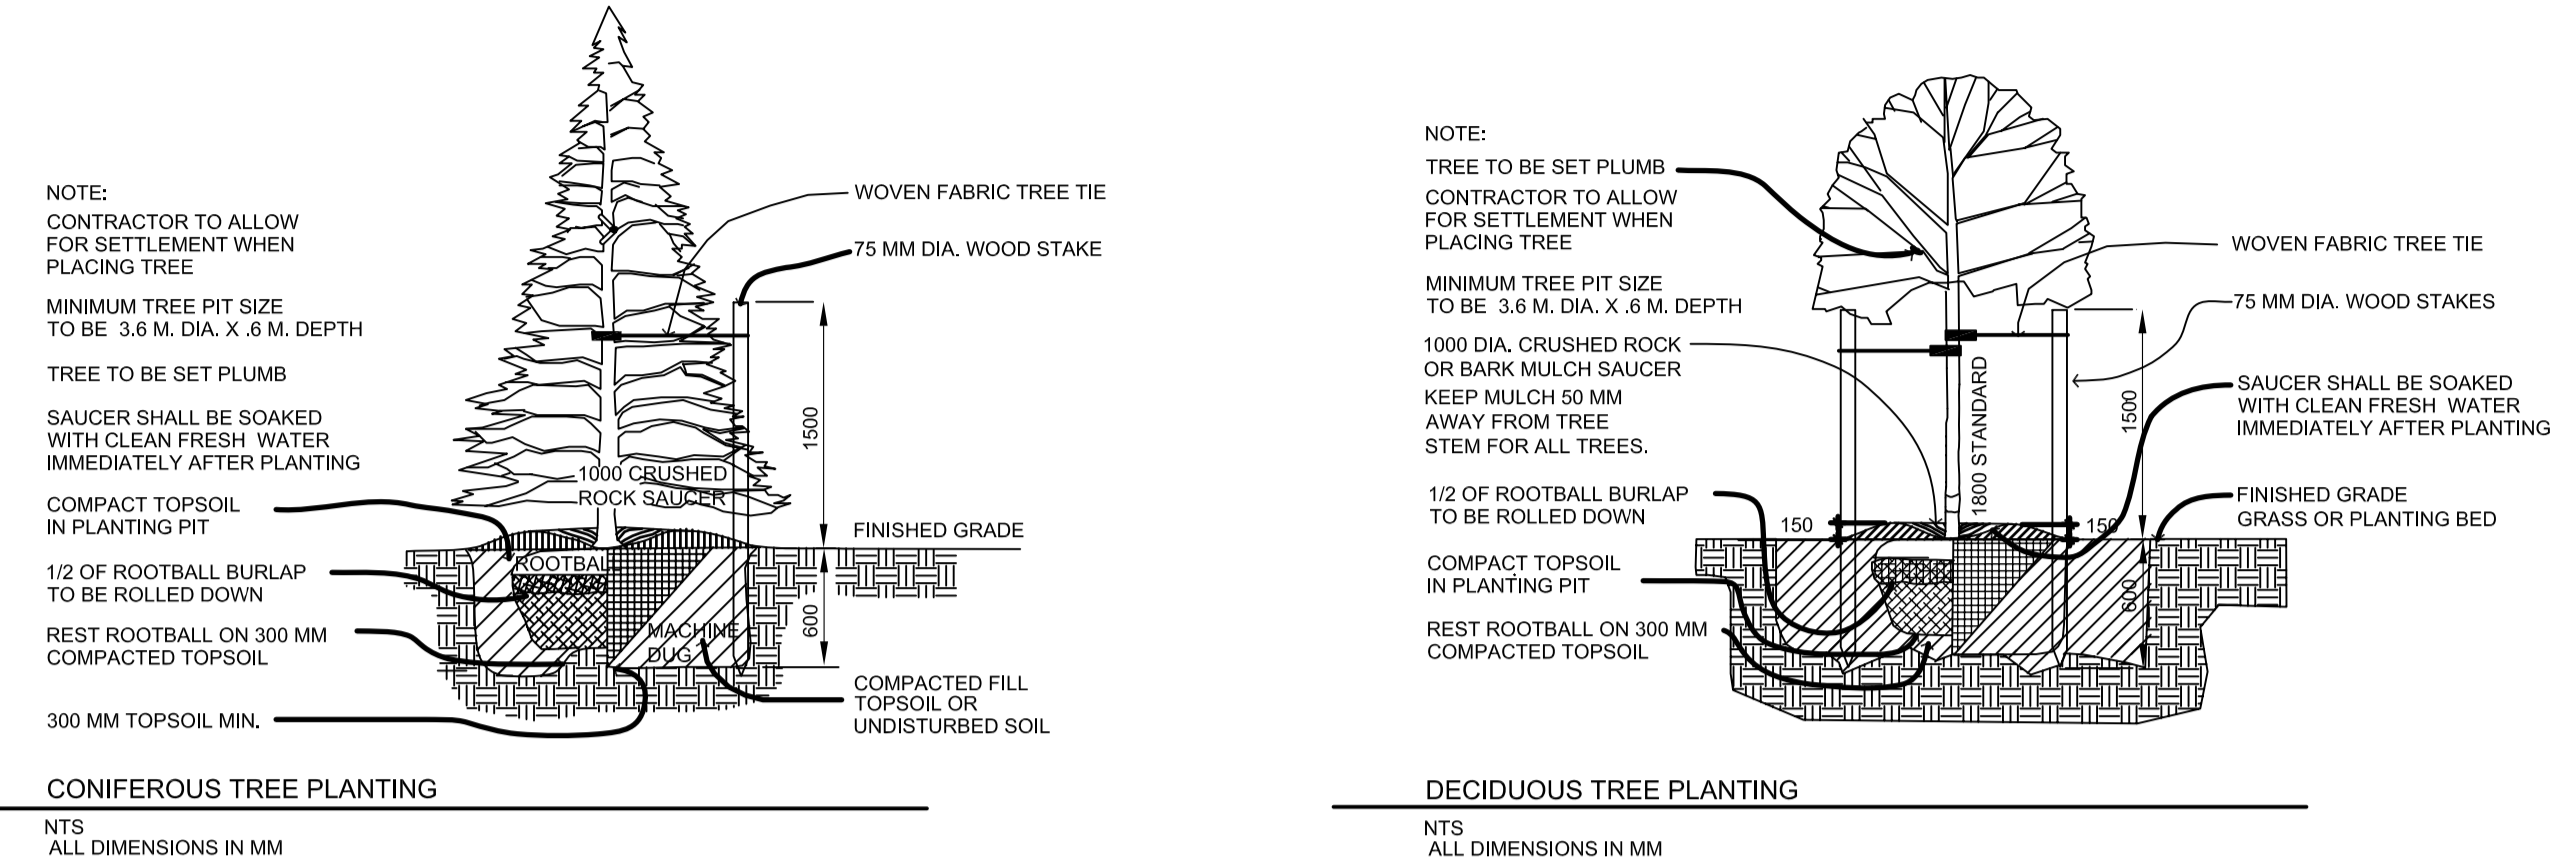 NOTE:
CONTRACTOR TO ALLOW
FOR SETTLEMENT WHEN
PLACING TREE
MINIMUM TREE PIT SIZE
TO BE 3.6 M. DIA. X .6 M. DEPTH
TREE TO BE SET PLUMB
SAUCER SHALL BE SOAKED
WITH CLEAN FRESH WATER
IMMEDIATELY AFTER PLANTING
COMPACT TOPSOIL
IN PLANTING PIT
1/2 OF ROOTBALL BURLAP
TO BE ROLLED DOWN
REST ROOTBALL ON 300 MM
COMPACTED TOPSOIL
300 MM TOPSOIL MIN.
WOVEN FABRIC TREE TIE
75 MM DIA. WOOD STAKE
1500
1000 CRUSHED
ROCK SAUCER
FINISHED GRADE
ROOTBAL
600
MACHINE
DUG
COMPACTED FILL
TOPSOIL OR
UNDISTURBED SOIL
CONIFEROUS TREE PLANTING
NTS
ALL DIMENSIONS IN MM
NOTE:
TREE TO BE SET PLUMB
CONTRACTOR TO ALLOW
FOR SETTLEMENT WHEN
PLACING TREE
MINIMUM TREE PIT SIZE
TO BE 3.6 M. DIA. X .6 M. DEPTH
1000 DIA. CRUSHED ROCK
OR BARK MULCH SAUCER
KEEP MULCH 50 MM
AWAY FROM TREE
STEM FOR ALL TREES.
1/2 OF ROOTBALL BURLAP
TO BE ROLLED DOWN
COMPACT TOPSOIL
IN PLANTING PIT
REST ROOTBALL ON 300 MM
COMPACTED TOPSOIL
WOVEN FABRIC TREE TIE
75 MM DIA. WOOD STAKES
1500
1800 STANDARD
SAUCER SHALL BE SOAKED
WITH CLEAN FRESH WATER
IMMEDIATELY AFTER PLANTING
150
150
FINISHED GRADE
GRASS OR PLANTING BED
600
DECIDUOUS TREE PLANTING
NTS
ALL DIMENSIONS IN MM